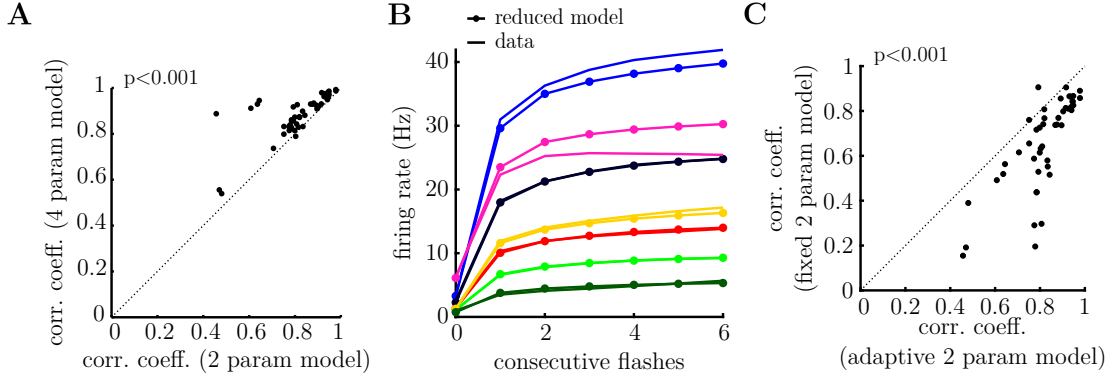 A
p<0.001
corr. coeff. (4 param model)
1
0.8
0.6
0.4
0.2
0
0
0.2
0.4
0.6
0.8
1
corr. coeff. (2 param model)
B
reduced model
data
firing rate (Hz)
40
30
20
10
0
0
2
4
6
consecutive flashes
C
p<0.001
corr. coeff.
(fixed 2 param model)
1
0.8
0.6
0.4
0.2
0
0
0.2
0.4
0.6
0.8
1
corr. coeff.
(adaptive 2 param model)